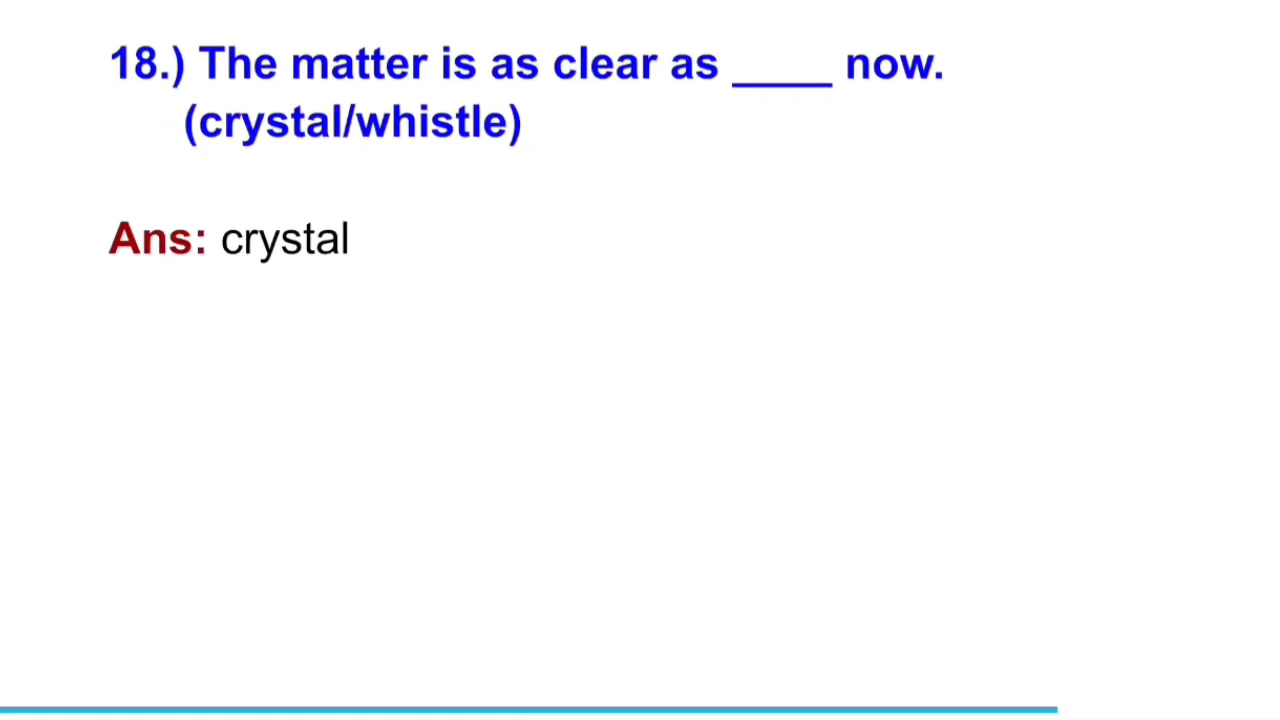 18.) The matter is as clear as ____ now.
(crystal/whistle)
Ans: crystal